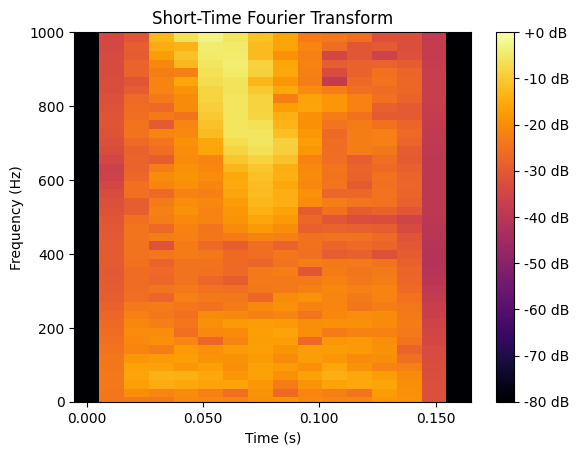 Short-Time Fourier Transform
1000
800
600
400
200
0
Frequency (Hz)
0.000
0.050
0.100
0.150
Time (s)
+0 dB
-10 dB
-20 dB
-30 dB
-40 dB
-50 dB
-60 dB
-70 dB
-80 dB